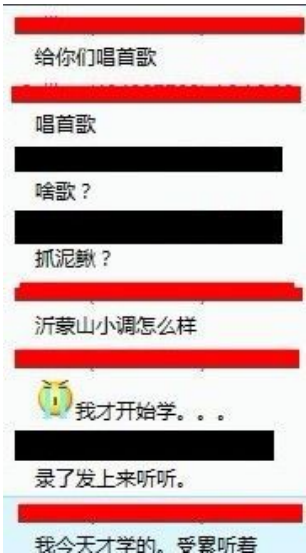 给你们唱首歌
唱首歌
啥歌？
抓泥鳅？
沂蒙山小调怎么样
我才开始学。。。
录了发上来听听。
我今天才学的。受累听着